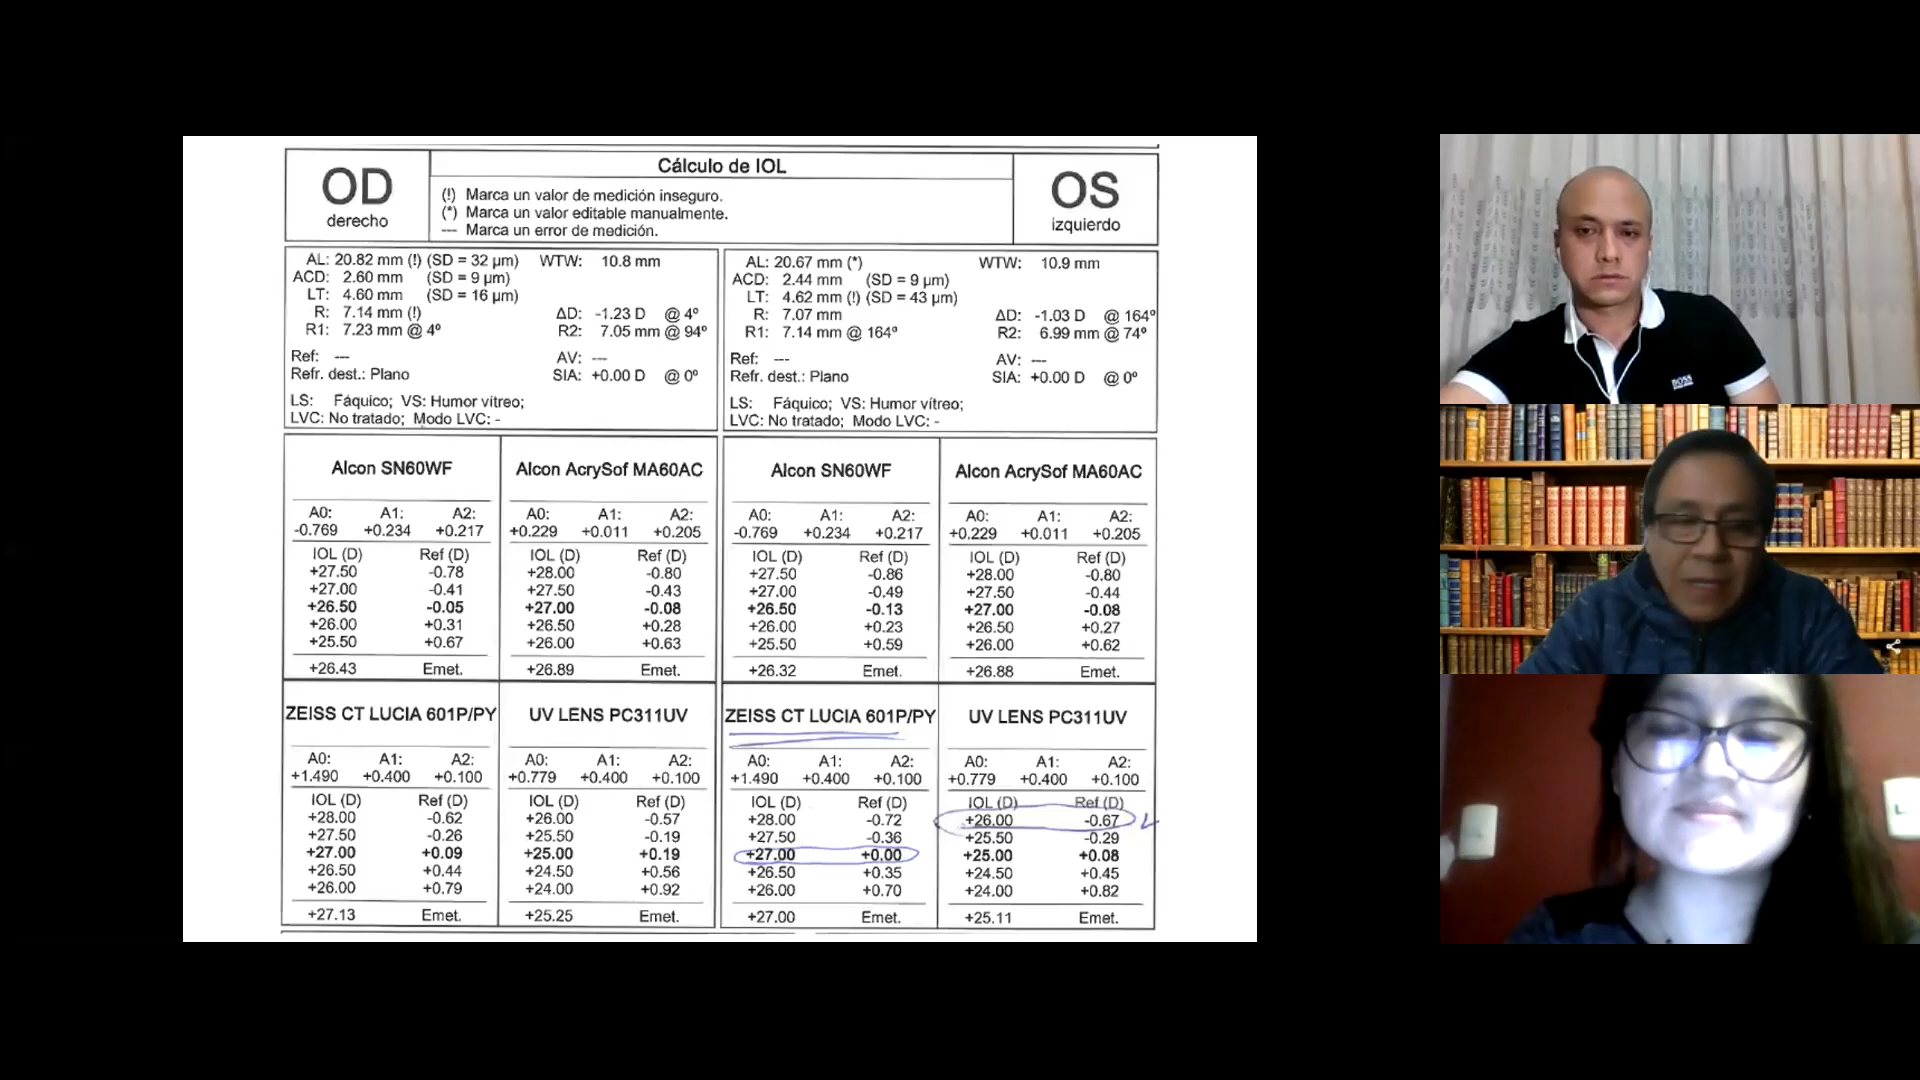 OD
derecho
Cálculo de IOL
(!) Marca un valor de medición inseguro.
(*) Marca un valor editable manualmente.
--- Marca un error de medición.
OS
izquierdo
AL: 20.82 mm (!) (SD = 32 µm) WTW: 10.8 mm
ACD: 2.60 mm (SD = 9 µm)
LT: 4.60 mm (SD = 16 µm)
R: 7.14 mm (!) ΔD: -1.23 D @ 4º
R1: 7.23 mm @ 4º R2: 7.05 mm @ 94º
Ref: --- AV: ---
Refr. dest.: Plano SIA: +0.00 D @ 0º
LS: Fáquico; VS: Humor vítreo;
LVC: No tratado; Modo LVC: -
AL: 20.67 mm (*) WTW: 10.9 mm
ACD: 2.44 mm (SD = 9 µm)
LT: 4.62 mm (!) (SD = 43 µm)
R: 7.07 mm ΔD: -1.03 D @ 164º
R1: 7.14 mm @ 164º R2: 6.99 mm @ 74º
Ref: --- AV: ---
Refr. dest.: Plano SIA: +0.00 D @ 0º
LS: Fáquico; VS: Humor vítreo;
LVC: No tratado; Modo LVC: -
Alcon SN60WF
A0: A1: A2:
-0.769 +0.234 +0.217
IOL (D) Ref (D)
+27.50 -0.78
+27.00 -0.41
+26.50 -0.05
+26.00 +0.31
+25.50 +0.67
+26.43 Emet.
Alcon AcrySof MA60AC
A0: A1: A2:
+0.229 +0.011 +0.205
IOL (D) Ref (D)
+28.00 -0.80
+27.50 -0.43
+27.00 -0.08
+26.50 +0.28
+26.00 +0.63
+26.89 Emet.
Alcon SN60WF
A0: A1: A2:
-0.769 +0.234 +0.217
IOL (D) Ref (D)
+27.50 -0.86
+27.00 -0.49
+26.50 -0.13
+26.00 +0.23
+25.50 +0.59
+26.32 Emet.
Alcon AcrySof MA60AC
A0: A1: A2:
+0.229 +0.011 +0.205
IOL (D) Ref (D)
+28.00 -0.80
+27.50 -0.44
+27.00 -0.08
+26.50 +0.27
+26.00 +0.62
+26.88 Emet.
ZEISS CT LUCIA 601P/PY
A0: A1: A2:
+1.490 +0.400 +0.100
IOL (D) Ref (D)
+28.00 -0.62
+27.50 -0.26
+27.00 +0.09
+26.50 +0.44
+26.00 +0.79
+27.13 Emet.
UV LENS PC311UV
A0: A1: A2:
+0.779 +0.400 +0.100
IOL (D) Ref (D)
+26.00 -0.57
+25.50 -0.19
+25.00 +0.19
+24.50 +0.56
+24.00 +0.92
+25.25 Emet.
ZEISS CT LUCIA 601P/PY
A0: A1: A2:
+1.490 +0.400 +0.100
IOL (D) Ref (D)
+28.00 -0.72
+27.50 -0.36
+27.00 +0.00
+26.50 +0.35
+26.00 +0.70
+27.00 Emet.
UV LENS PC311UV
A0: A1: A2:
+0.779 +0.400 +0.100
IOL (D) Ref (D)
+26.00 -0.67
+25.50 -0.29
+25.00 +0.08
+24.50 +0.45
+24.00 +0.82
+25.11 Emet.
BOSS